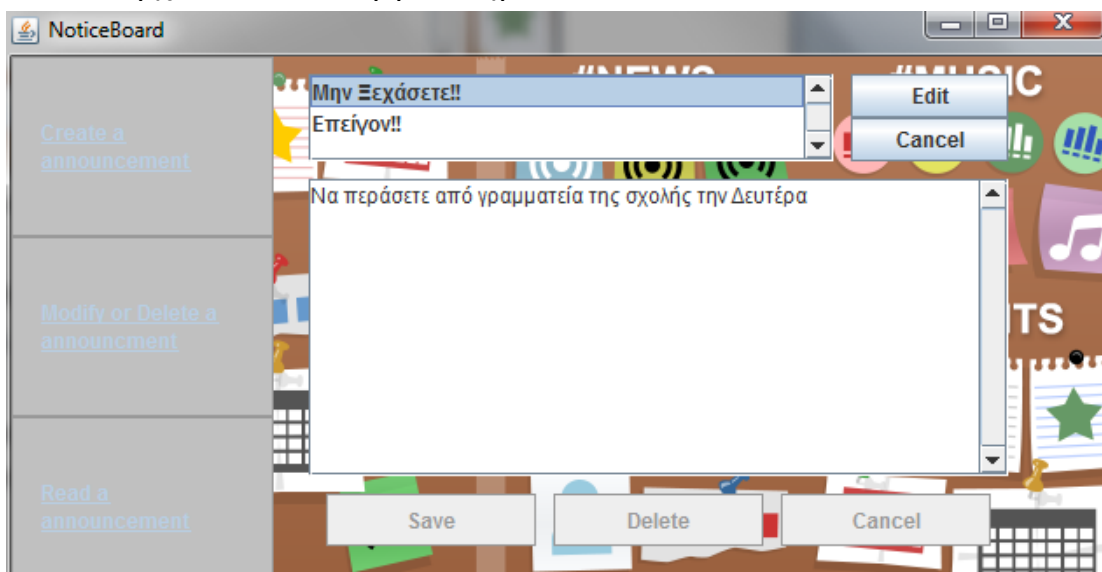 NoticeBoard
Create a
announcement
Modify or Delete a
announcment
Read a
announcement
Μην Ξεχάσετε!!
Επείγον!!
Edit
Cancel
Να περάσετε από γραμματεία της σχολής την Δευτέρα
Save
Delete
Cancel
#NEWS
#MUSIC